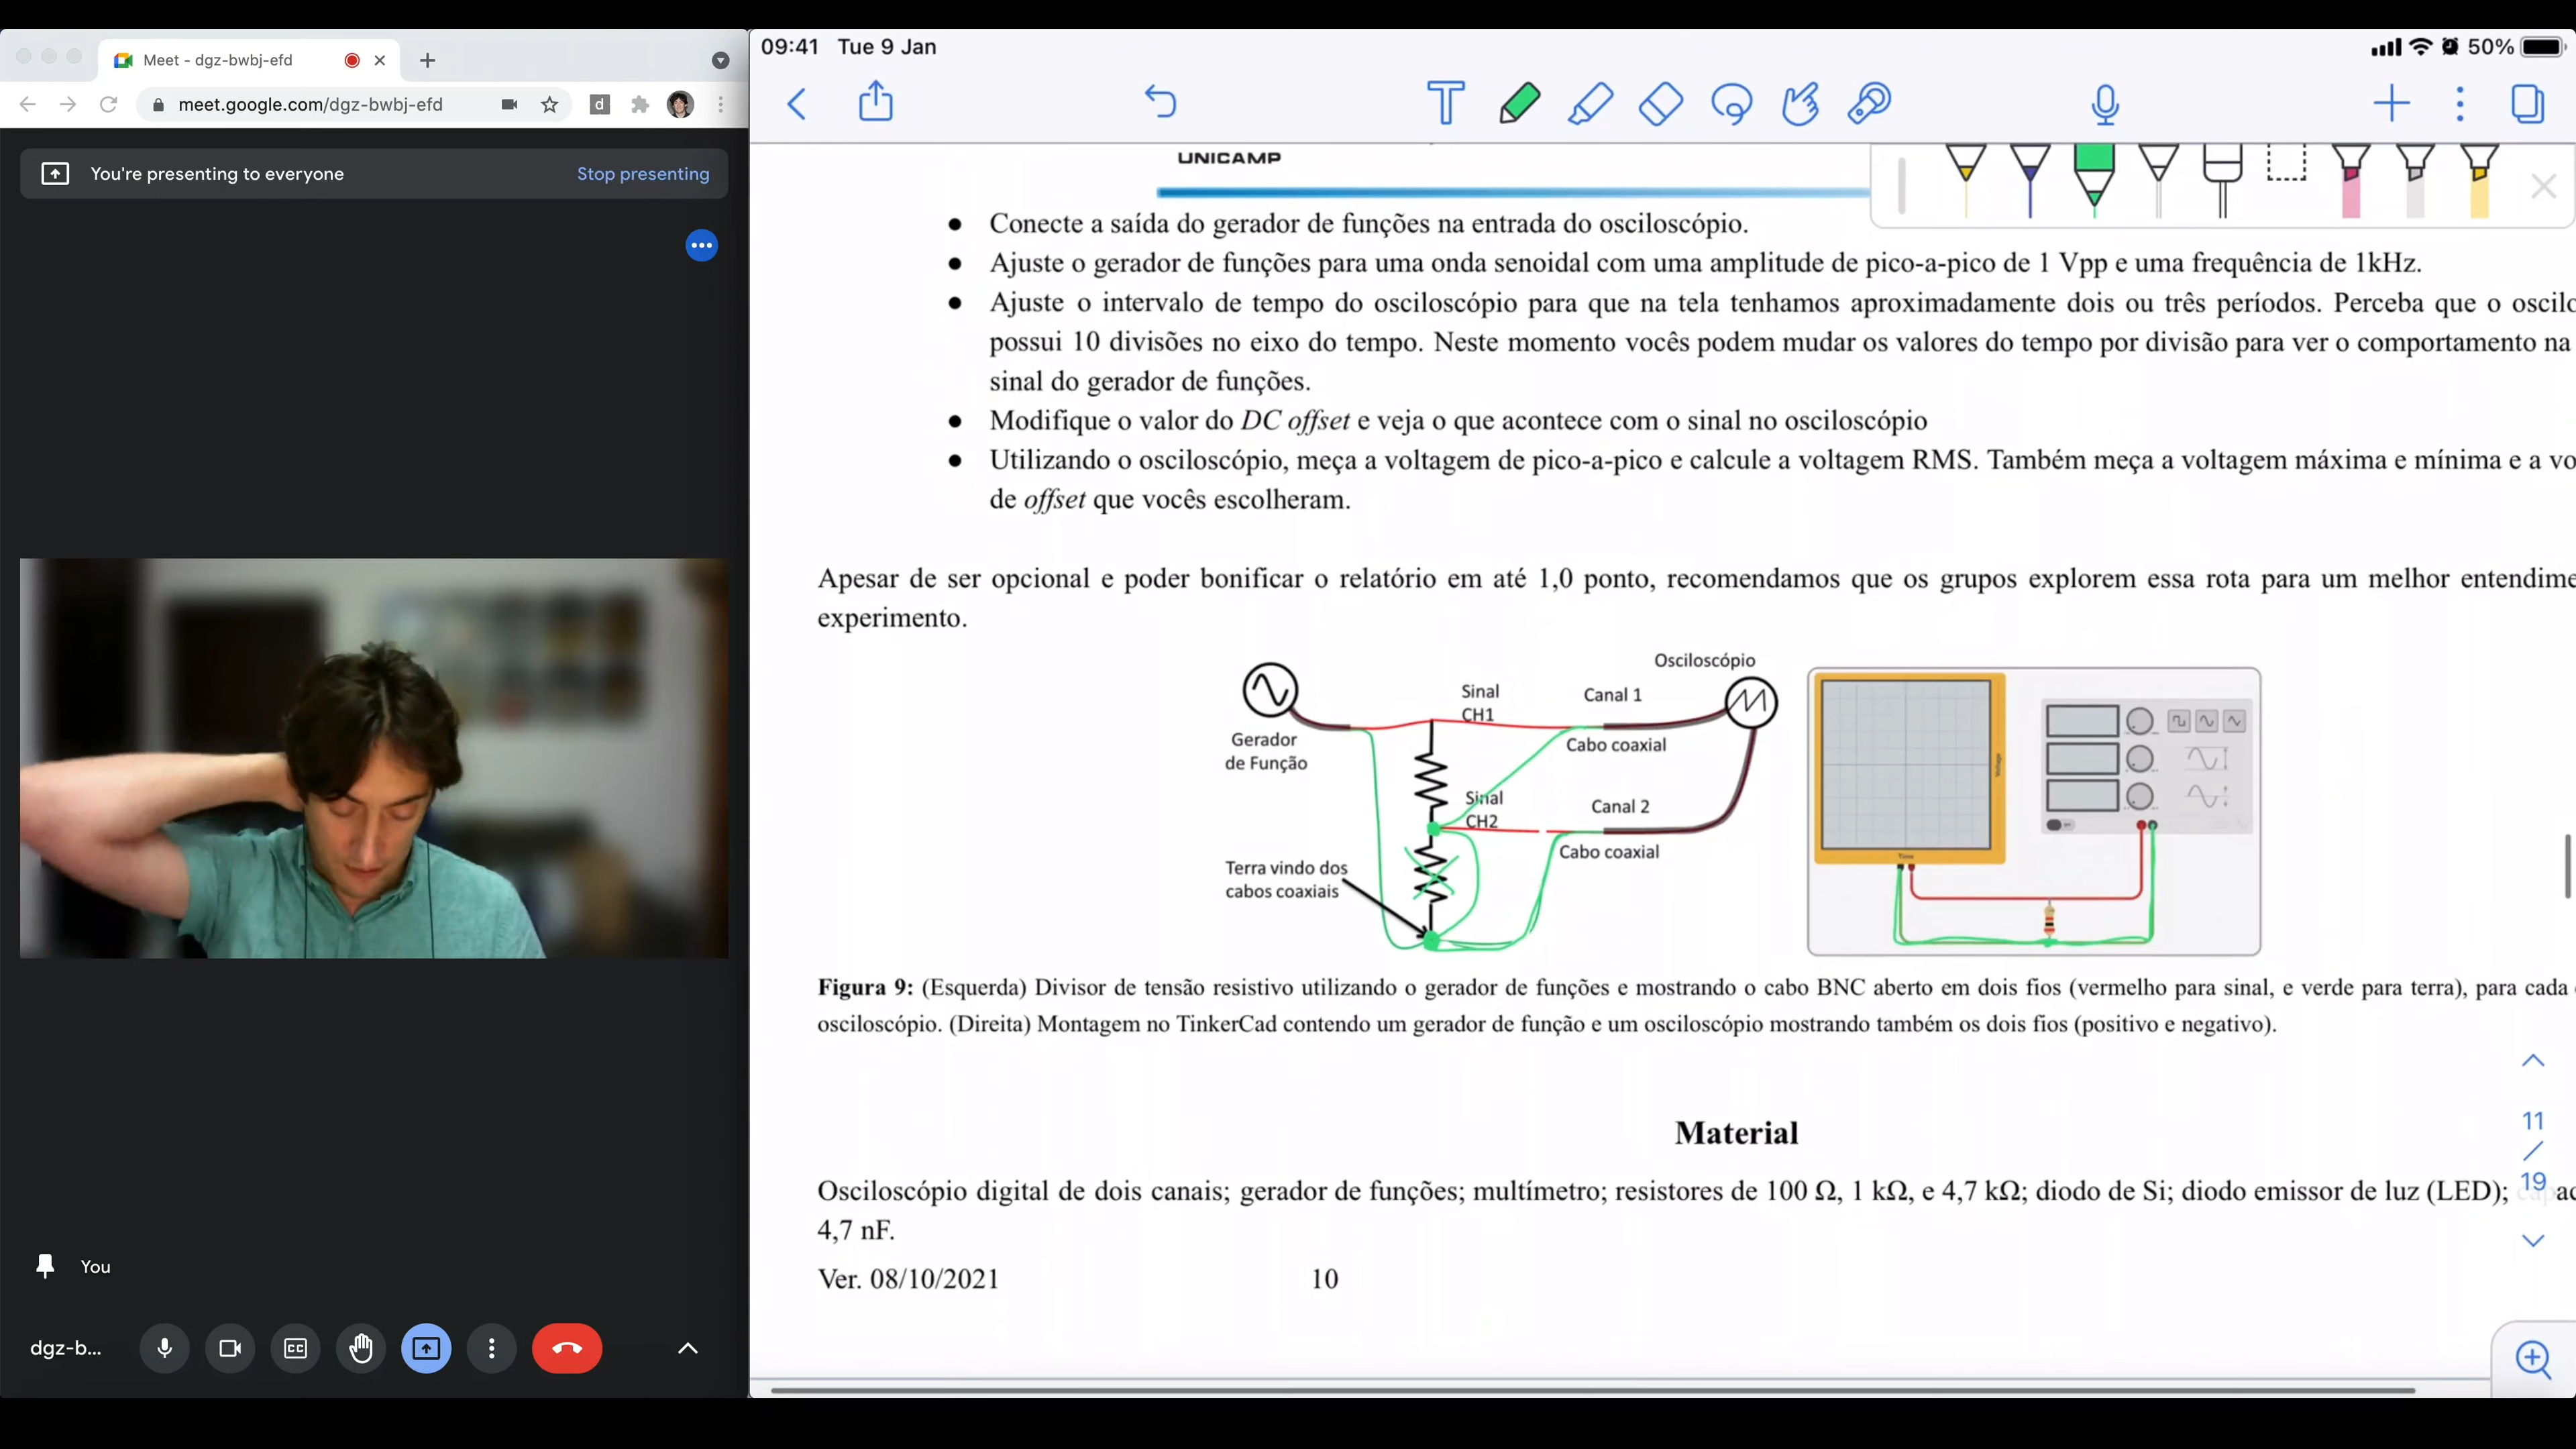 Meet - dgz-bwbj-efd
meet.google.com/dgz-bwbj-efd
d
You're presenting to everyone
Stop presenting
You
dgz-b...
CC
09:41 Tue 9 Jan
50%
T
UNICAMP
● Conecte a saída do gerador de funções na entrada do osciloscópio.
● Ajuste o gerador de funções para uma onda senoidal com uma amplitude de pico-a-pico de 1 Vpp e uma frequência de 1kHz.
● Ajuste o intervalo de tempo do osciloscópio para que na tela tenhamos aproximadamente dois ou três períodos. Perceba que o oscilo
possui 10 divisões no eixo do tempo. Neste momento vocês podem mudar os valores do tempo por divisão para ver o comportamento na
sinal do gerador de funções.
● Modifique o valor do DC offset e veja o que acontece com o sinal no osciloscópio
● Utilizando o osciloscópio, meça a voltagem de pico-a-pico e calcule a voltagem RMS. Também meça a voltagem máxima e mínima e a vo
de offset que vocês escolheram.
Apesar de ser opcional e poder bonificar o relatório em até 1,0 ponto, recomendamos que os grupos explorem essa rota para um melhor entendime
experimento.
Osciloscópio
Sinal
CH1
Canal 1
Gerador
de Função
Cabo coaxial
Sinal
CH2
Canal 2
Cabo coaxial
Terra vindo dos
cabos coaxiais
Voltage
Time
Figura 9: (Esquerda) Divisor de tensão resistivo utilizando o gerador de funções e mostrando o cabo BNC aberto em dois fios (vermelho para sinal, e verde para terra), para cada
osciloscópio. (Direita) Montagem no TinkerCad contendo um gerador de função e um osciloscópio mostrando também os dois fios (positivo e negativo).
Material
Osciloscópio digital de dois canais; gerador de funções; multímetro; resistores de 100 Ω, 1 kΩ, e 4,7 kΩ; diodo de Si; diodo emissor de luz (LED);
4,7 nF.
Ver. 08/10/2021 10
11
/
19